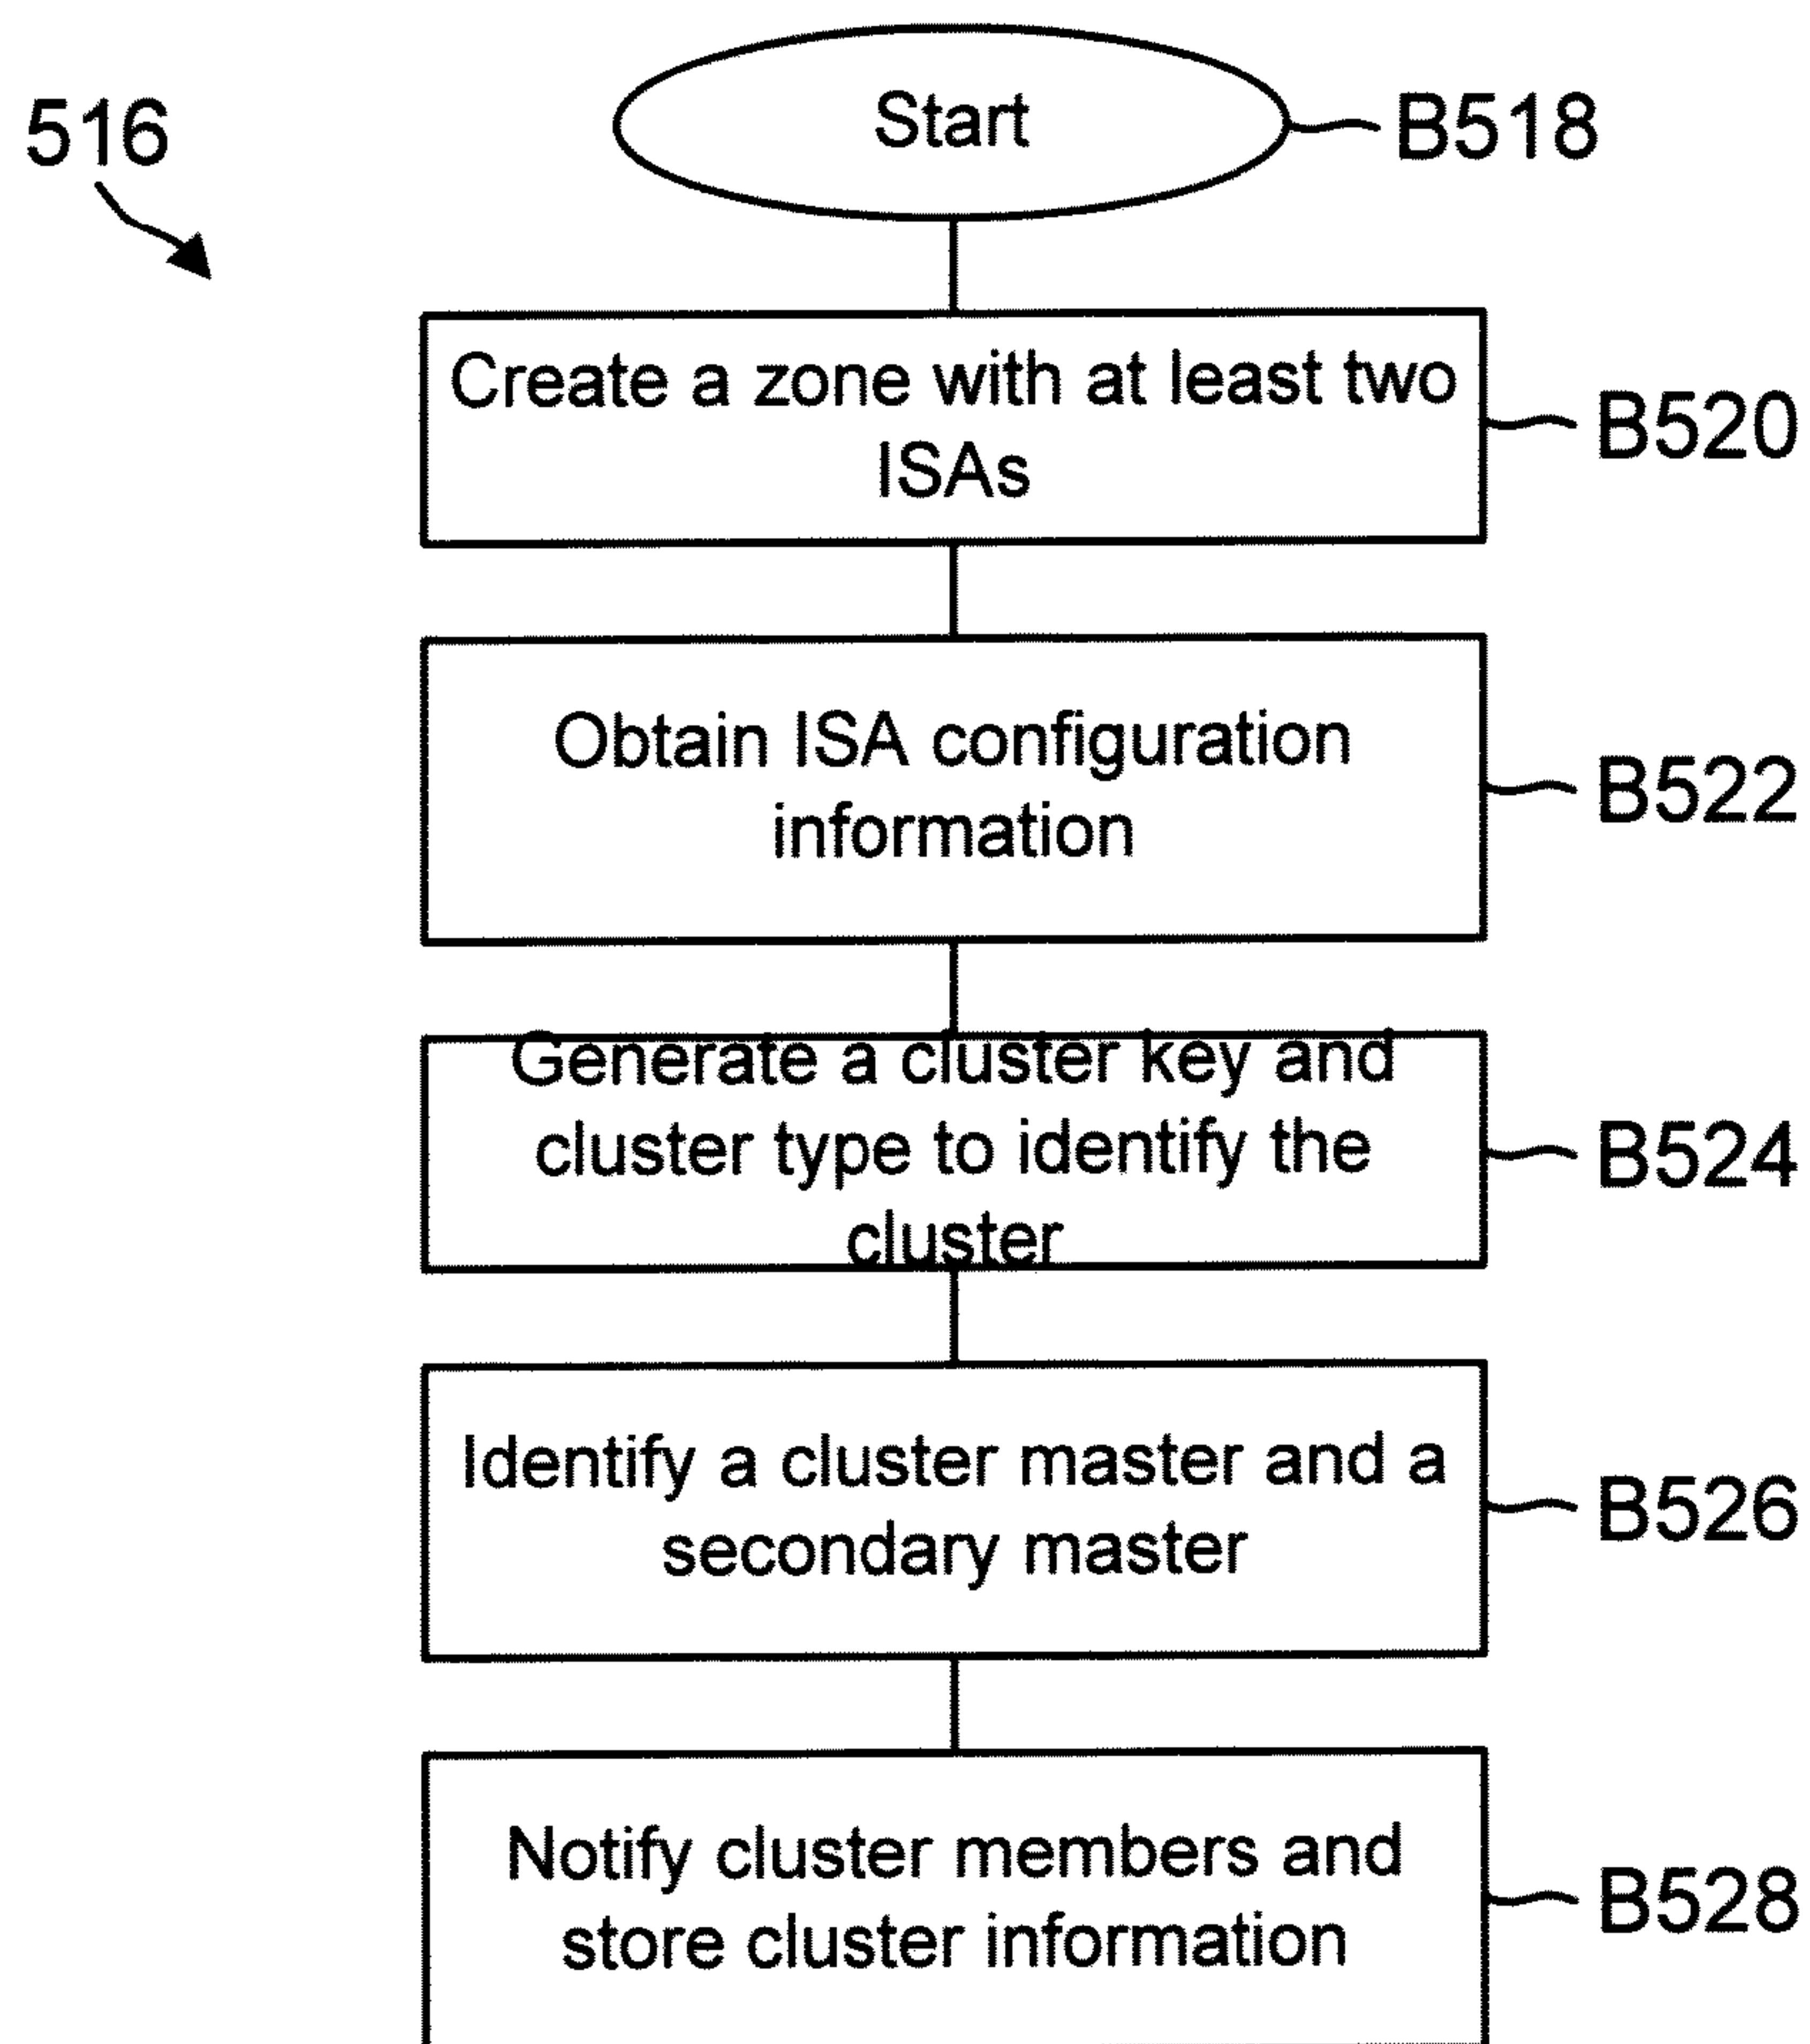 516
Start
B518
Create a zone with at least two
ISAs
B520
Obtain ISA configuration
information
B522
Generate a cluster key and
cluster type to identify the
cluster
B524
Identify a cluster master and a
secondary master
B526
Notify cluster members and
store cluster information
B528